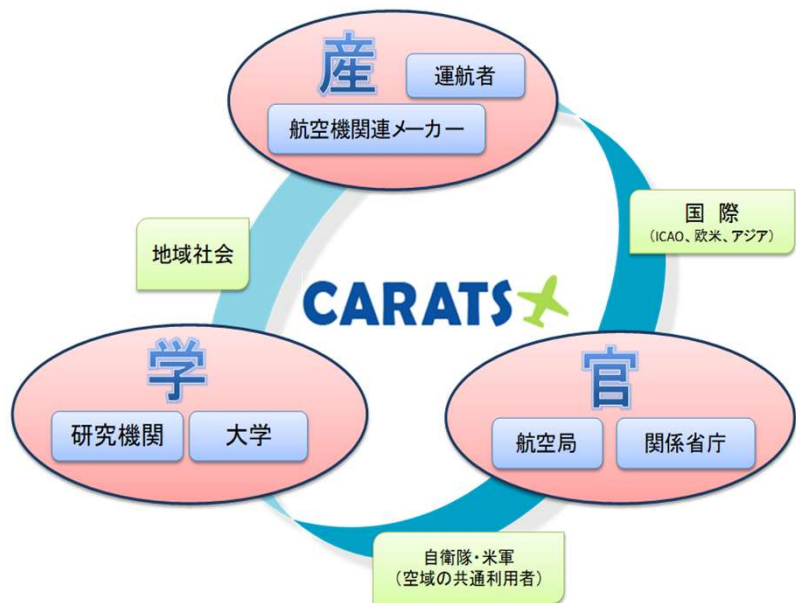 産
運航者
航空機関連メーカー
国 際
（ICAO、欧米、アジア）
地域社会
CARATS
学
研究機関
大学
官
航空局
関係省庁
自衛隊・米軍
（空域の共通利用者）